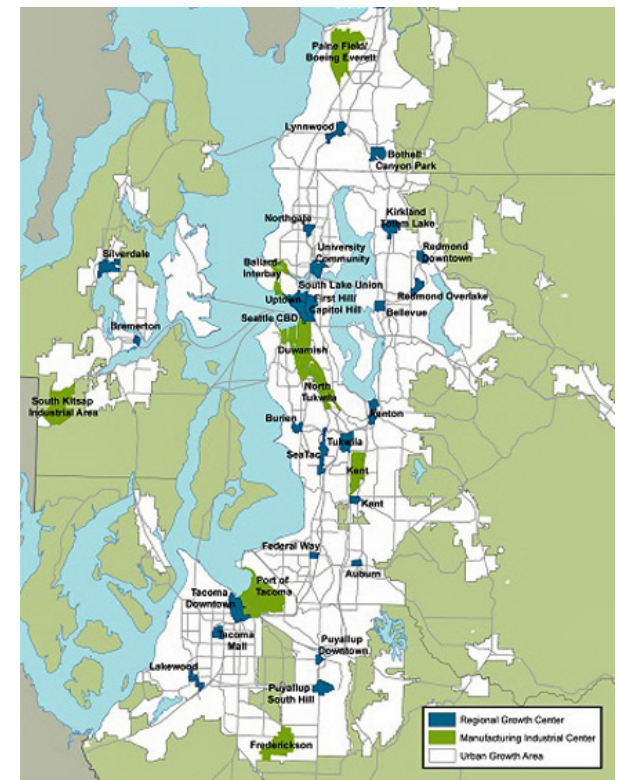 Paine Field/
Boeing Everett
Lynnwood
Bothell
Canyon Park
Northgate
Kirkland
Totem Lake
Silverdale
University
Community
Redmond
Downtown
Ballard-
Interbay
South Lake Union
Uptown
First Hill/
Capitol Hill
Redmond Overlake
Seattle CBD
Bellevue
Bremerton
Duwamish
North
Tukwila
South Kitsap
Industrial Area
Burien
Renton
Tukwila
SeaTac
Kent
Kent
Federal Way
Auburn
Port of
Tacoma
Tacoma
Downtown
Tacoma
Mall
Puyallup
Downtown
Lakewood
Puyallup
South Hill
Frederickson
Regional Growth Center
Manufacturing Industrial Center
Urban Growth Area